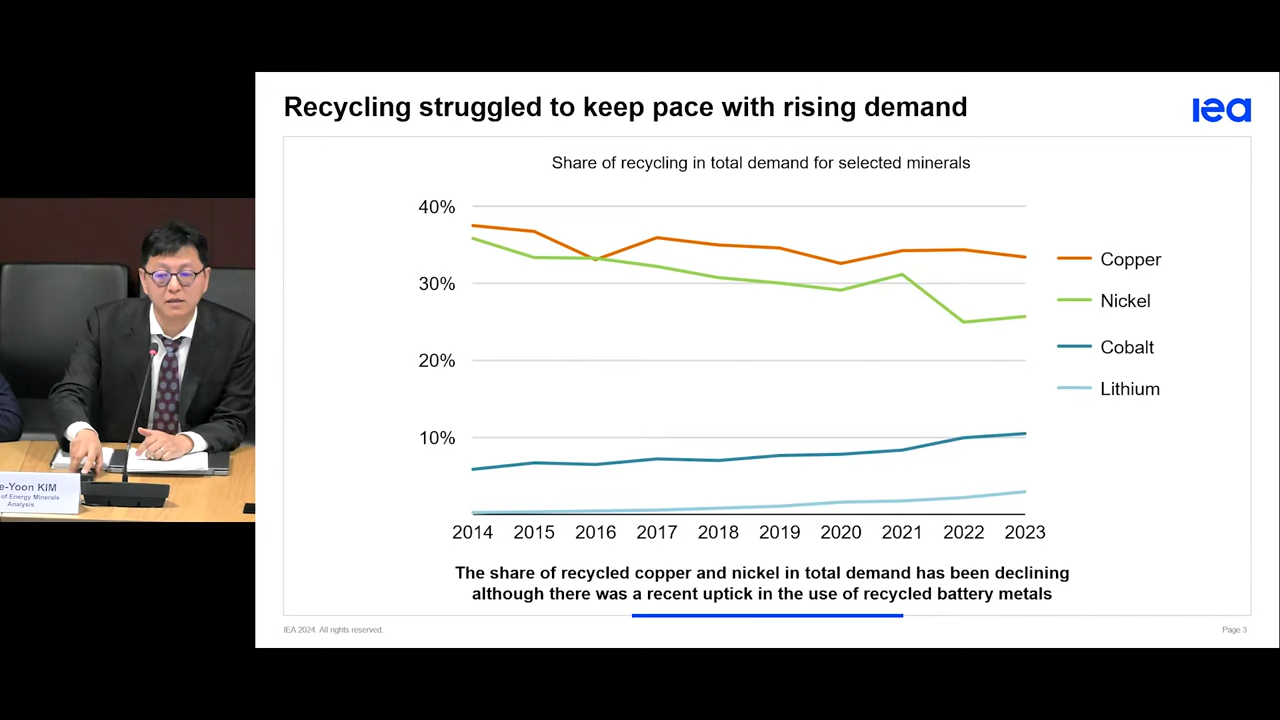 Recycling struggled to keep pace with rising demand
iea
Share of recycling in total demand for selected minerals
40%
30%
20%
10%
Copper
Nickel
Cobalt
Lithium
2014 2015 2016 2017 2018 2019 2020 2021 2022 2023
The share of recycled copper and nickel in total demand has been declining
although there was a recent uptick in the use of recycled battery metals
IEA 2024. All rights reserved.
Page 3
e-Yoon KIM
of Energy Minerals
Analysis